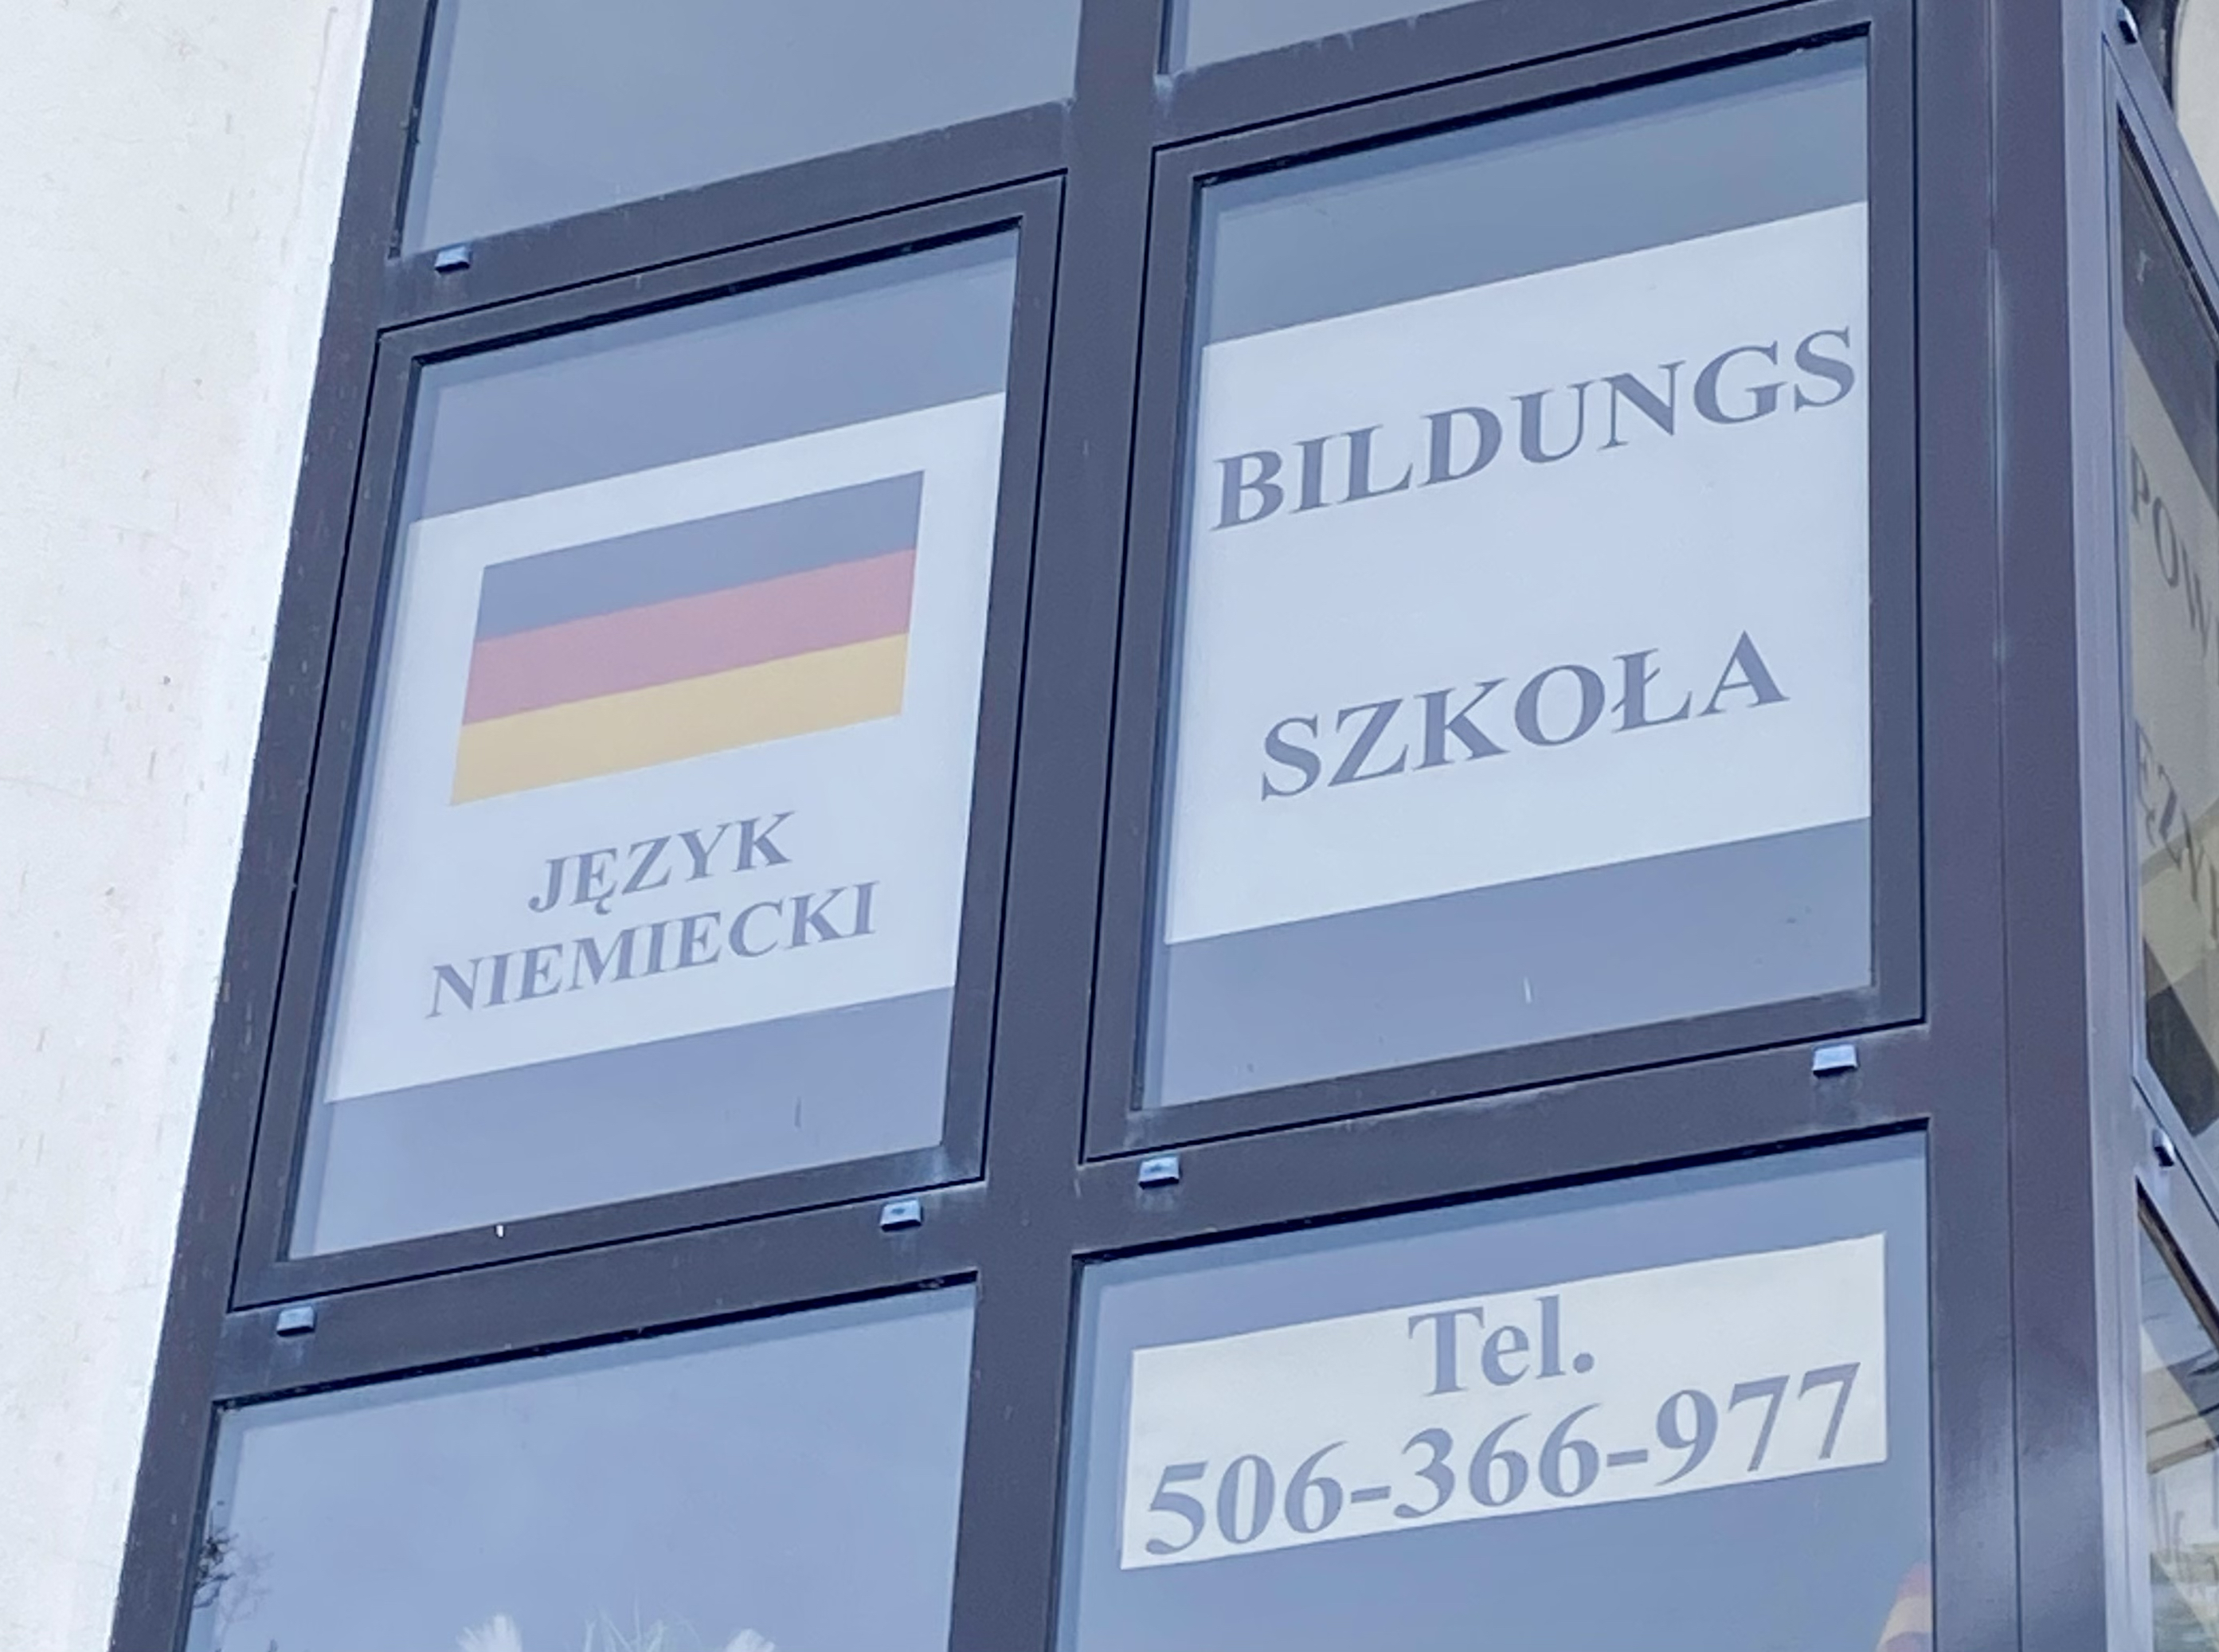 JĘZYK
NIEMIECKI
BILDUNGS
SZKOŁA
Tel.
506-366-977